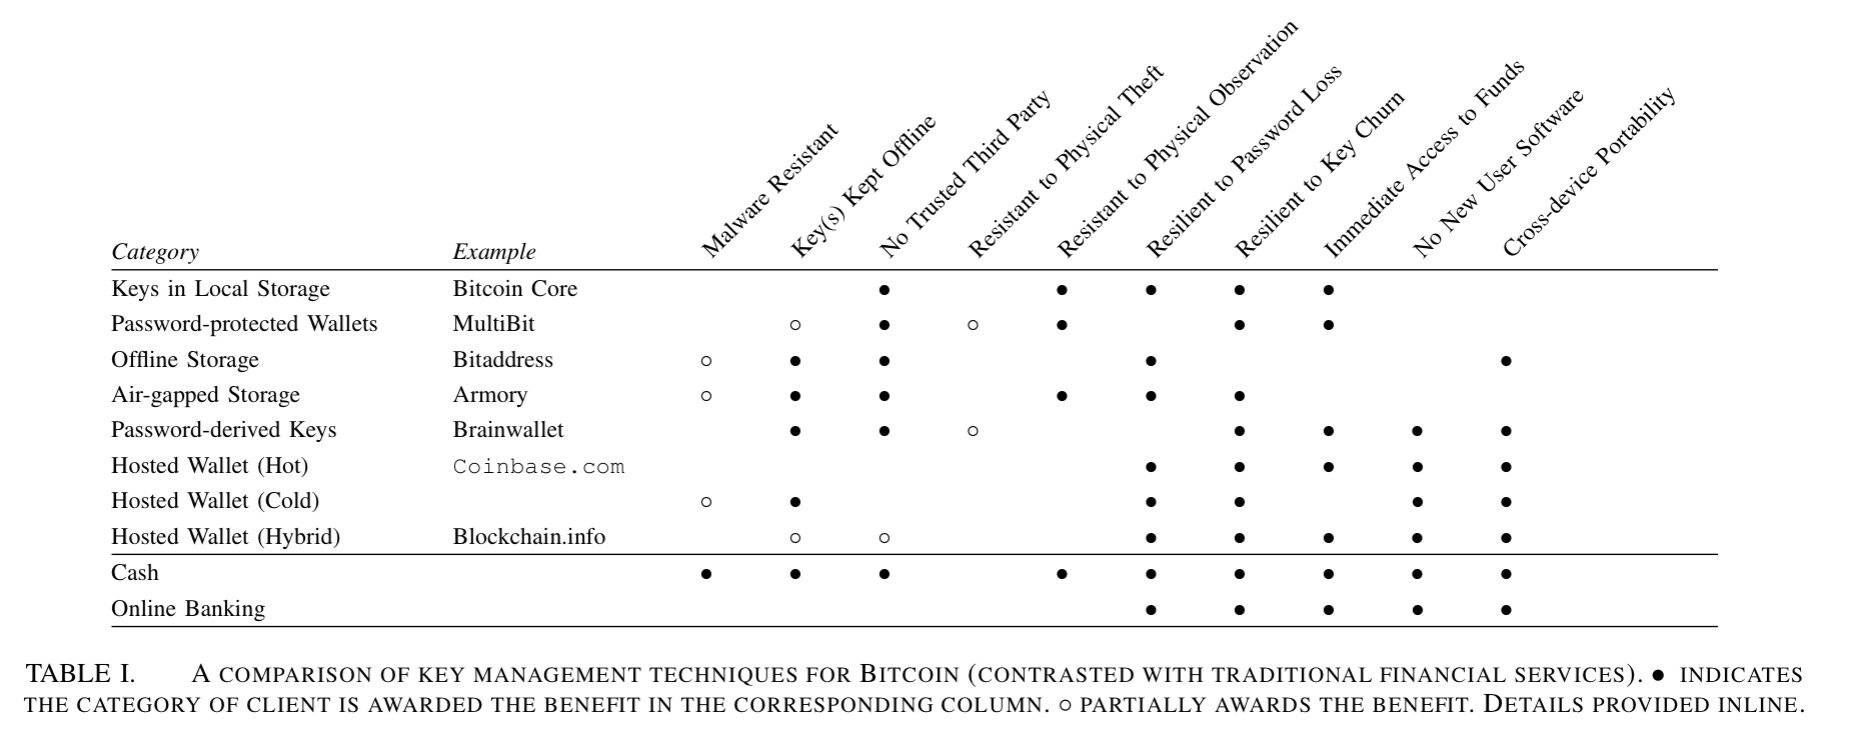 Malware Resistant
Key(s) Kept Offline
No Trusted Third Party
Resistant to Physical Theft
Resistant to Physical Observation
Resilient to Password Loss
Resilient to Key Churn
Immediate Access to Funds
No New User Software
Cross-device Portability
Category Example
Keys in Local Storage Bitcoin Core ● ● ● ● ●
Password-protected Wallets MultiBit ○ ● ○ ● ● ●
Offline Storage Bitaddress ○ ● ● ● ●
Air-gapped Storage Armory ○ ● ● ● ● ●
Password-derived Keys Brainwallet ● ● ○ ● ● ● ●
Hosted Wallet (Hot) Coinbase.com ● ● ● ● ●
Hosted Wallet (Cold) ○ ● ● ● ● ●
Hosted Wallet (Hybrid) Blockchain.info ○ ○ ● ● ● ● ●
Cash ● ● ● ● ● ● ● ● ●
Online Banking ● ● ● ● ●
TABLE I. A COMPARISON OF KEY MANAGEMENT TECHNIQUES FOR BITCOIN (CONTRASTED WITH TRADITIONAL FINANCIAL SERVICES). ● INDICATES
THE CATEGORY OF CLIENT IS AWARDED THE BENEFIT IN THE CORRESPONDING COLUMN. ○ PARTIALLY AWARDS THE BENEFIT. DETAILS PROVIDED INLINE.